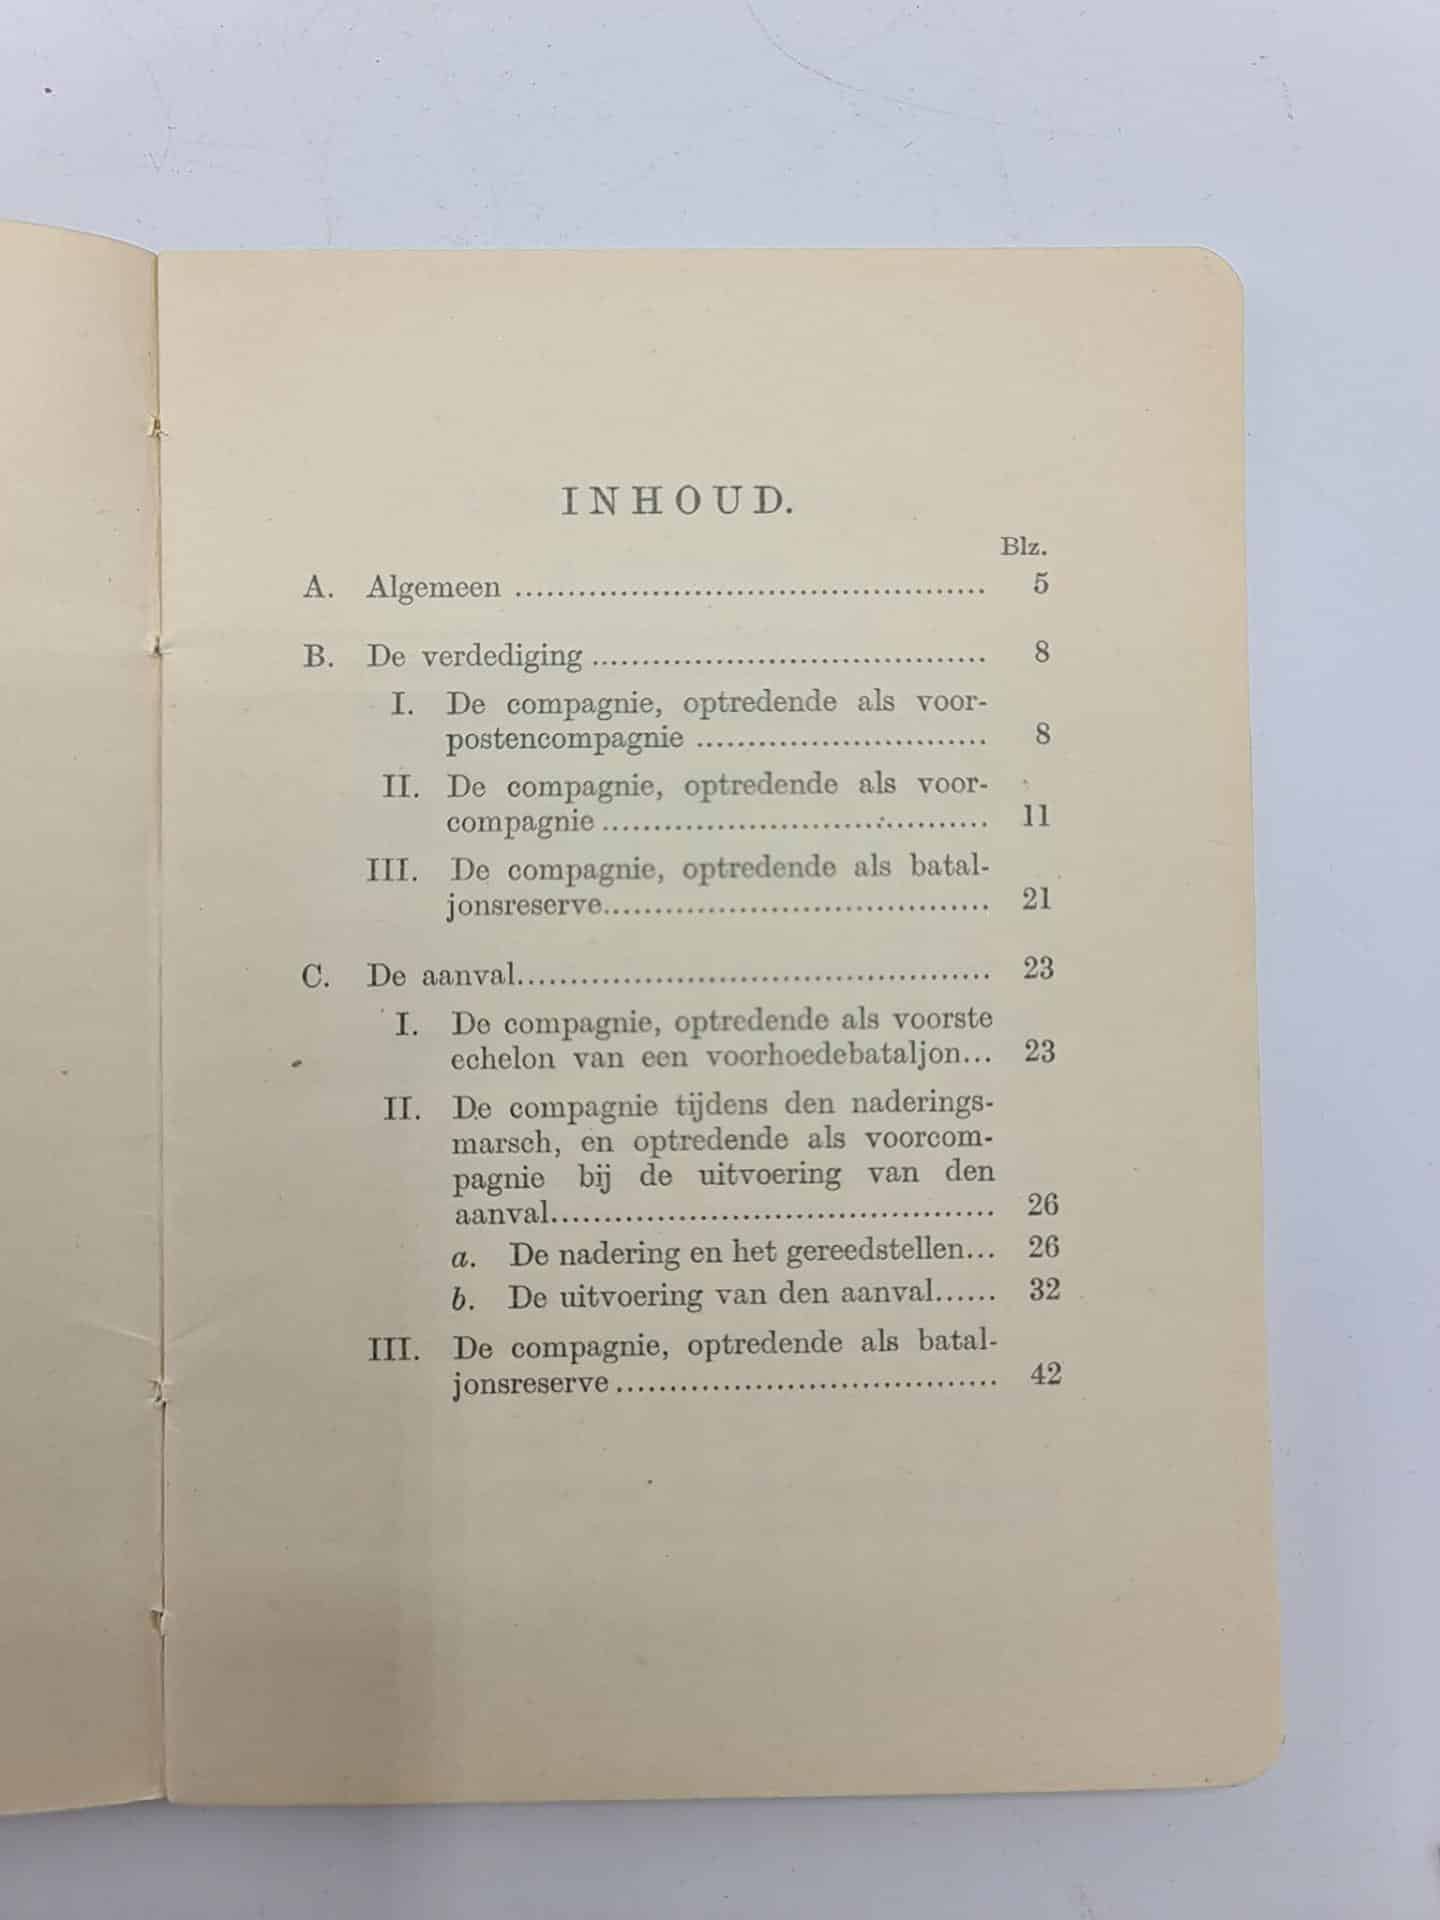 INHOUD.
Blz.
A. Algemeen ........................................... 5
B. De verdediging .................................... 8
I. De compagnie, optredende als voor-
postencompagnie ........................... 8
II. De compagnie, optredende als voor-
compagnie.................................... 11
III. De compagnie, optredende als batal-
jonsreserve.................................... 21
C. De aanval........................................... 23
I. De compagnie, optredende als voorste
echelon van een voorhoedebataljon... 23
II. De compagnie tijdens den naderings-
marsch, en optredende als voorcom-
pagnie bij de uitvoering van den
aanval......................................... 26
a. De nadering en het gereedstellen... 26
b. De uitvoering van den aanval...... 32
III. De compagnie, optredende als batal-
jonsreserve.................................... 42